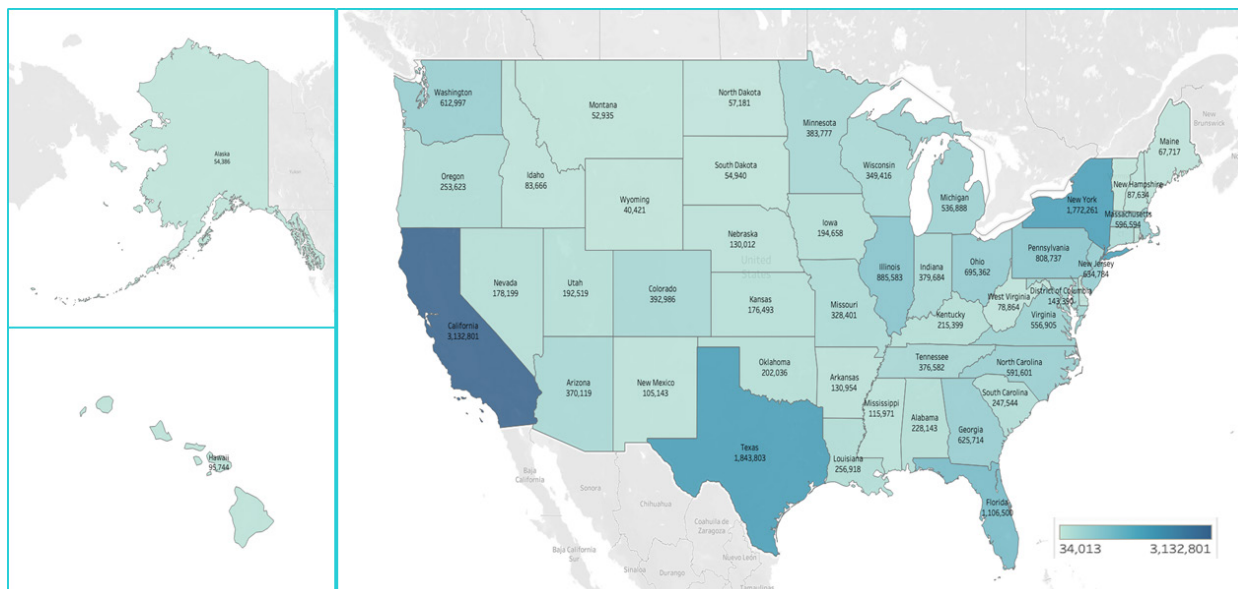 Alaska
54,386
Hawaii
95,744
Washington
612,997
Montana
52,935
North Dakota
57,181
Minnesota
383,777
Oregon
253,623
Idaho
83,666
Wyoming
40,421
South Dakota
54,940
Wisconsin
349,416
Michigan
536,888
Maine
67,717
New Hampshire
87,634
New York
1,772,261
Massachusetts
596,594
Iowa
194,658
Nebraska
130,012
United
States
Pennsylvania
808,737
New Jersey
634,784
Illinois
885,583
Indiana
379,684
Ohio
695,362
District of Columbia
West Virginia
78,864
Virginia
556,905
Nevada
178,199
Utah
192,519
Colorado
392,986
Kansas
176,493
Missouri
328,401
Kentucky
215,399
California
3,132,801
Arizona
370,119
New Mexico
105,143
Oklahoma
202,036
Arkansas
130,954
Tennessee
376,582
North Carolina
591,601
South Carolina
247,544
Mississippi
115,971
Alabama
228,143
Georgia
625,714
Texas
1,843,803
Louisiana
256,918
Florida
1,106,500
Baja
California
Sonora
Chihuahua
Coahuila de
Zaragoza
Nuevo León
Baja California
Sur
Sinaloa
Durango
Tamaulipas
New
Brunswick
34,013
3,132,801